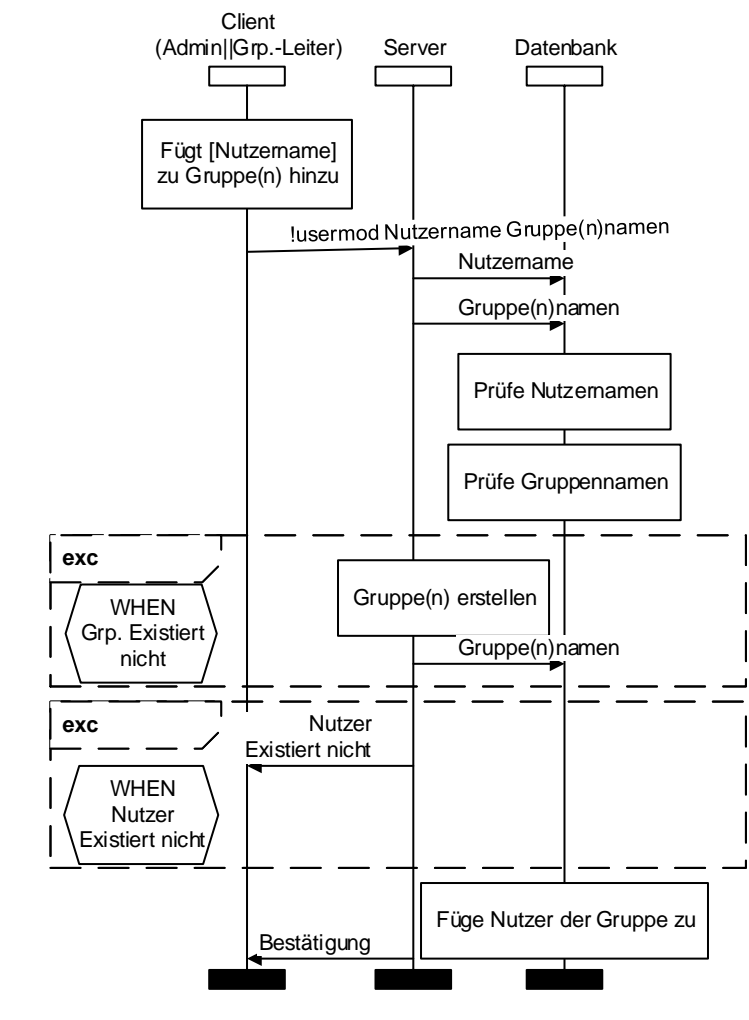 Client
(Admin||Grp.-Leiter)
Server
Datenbank
Fügt [Nutzername]
zu Gruppe(n) hinzu
!usermod Nutzername Gruppe(n)namen
Nutzername
Gruppe(n)namen
Prüfe Nutzernamen
Prüfe Gruppennamen
exc
WHEN
Grp. Existiert
nicht
Gruppe(n) erstellen
Gruppe(n)namen
exc
Nutzer
Existiert nicht
WHEN
Nutzer
Existiert nicht
Füge Nutzer der Gruppe zu
Bestätigung